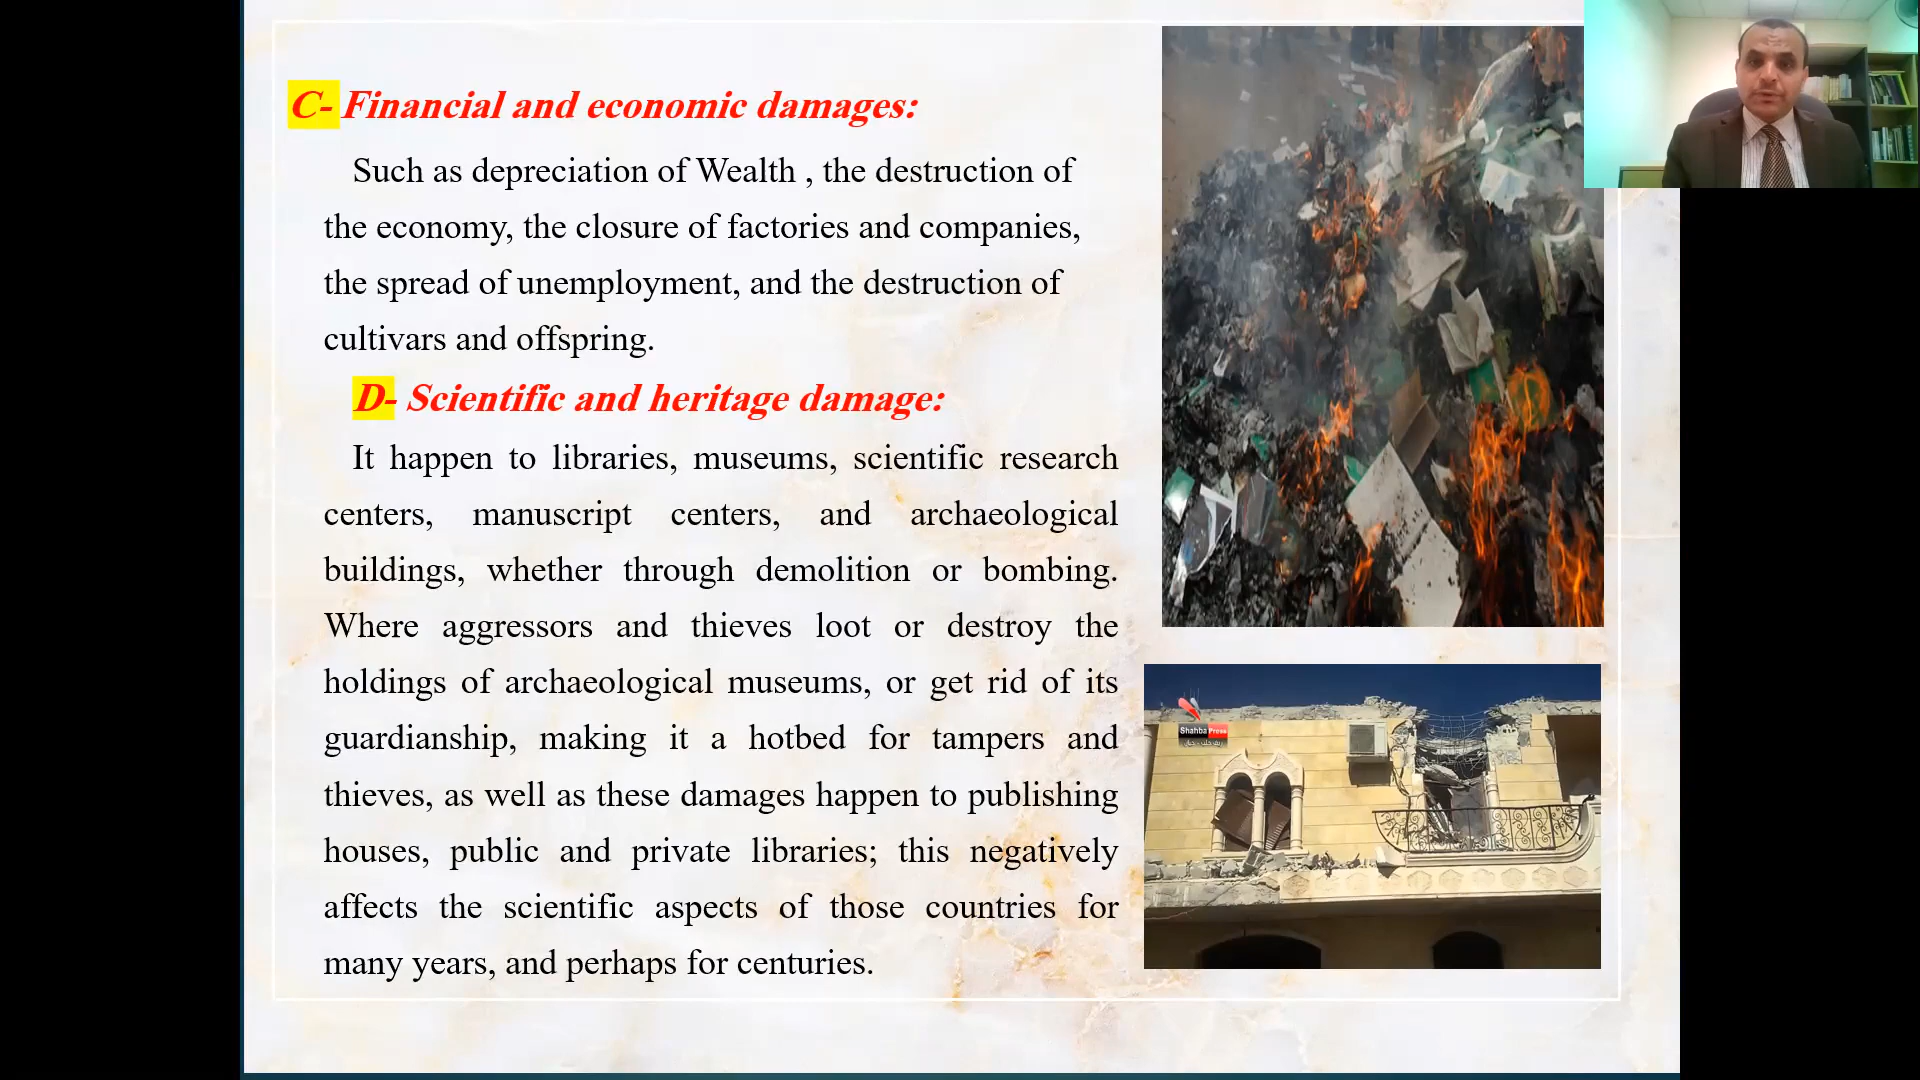 C- Financial and economic damages:
Such as depreciation of Wealth , the destruction of
the economy, the closure of factories and companies,
the spread of unemployment, and the destruction of
cultivars and offspring.
D- Scientific and heritage damage:
It happen to libraries, museums, scientific research
centers, manuscript centers, and archaeological
buildings, whether through demolition or bombing.
Where aggressors and thieves loot or destroy the
holdings of archaeological museums, or get rid of its
guardianship, making it a hotbed for tampers and
thieves, as well as these damages happen to publishing
houses, public and private libraries; this negatively
affects the scientific aspects of those countries for
many years, and perhaps for centuries.
Shahba Press